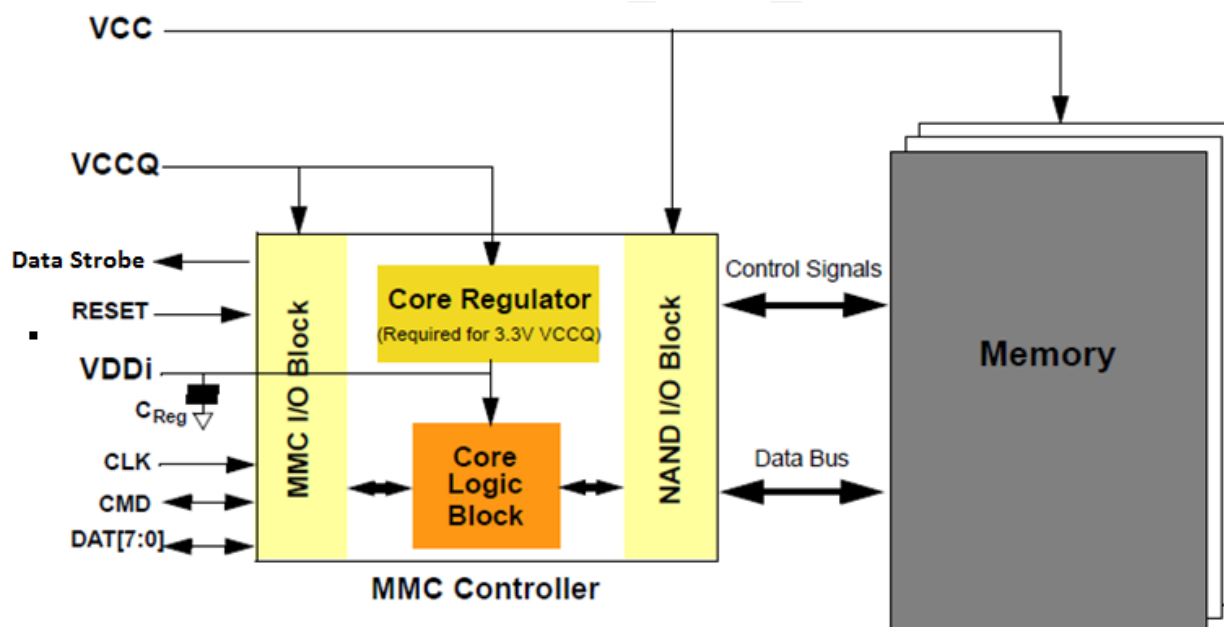 VCC
VCCQ
Data Strobe
RESET
VDDi
C_Reg
CLK
CMD
DAT[7:0]
MMC I/O Block
Core Regulator
(Required for 3.3V VCCQ)
Core
Logic
Block
NAND I/O Block
Control Signals
Data Bus
Memory
MMC Controller